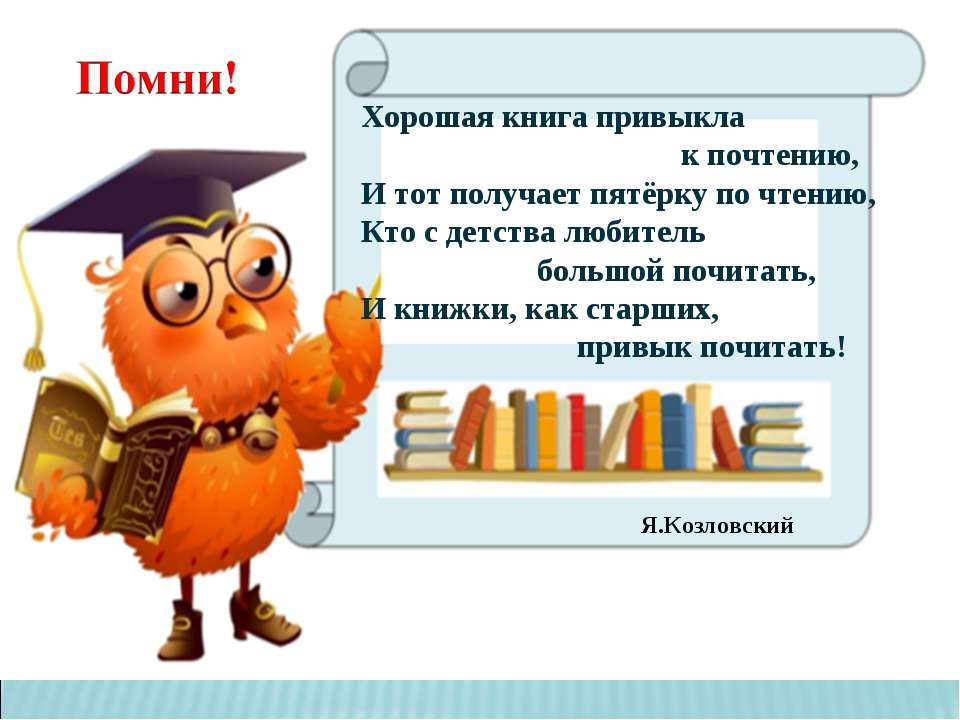 Помни!
Хорошая книга привыкла
к почтению,
И тот получает пятёрку по чтению,
Кто с детства любитель
большой почитать,
И книжки, как старших,
привык почитать!
Я.Козловский